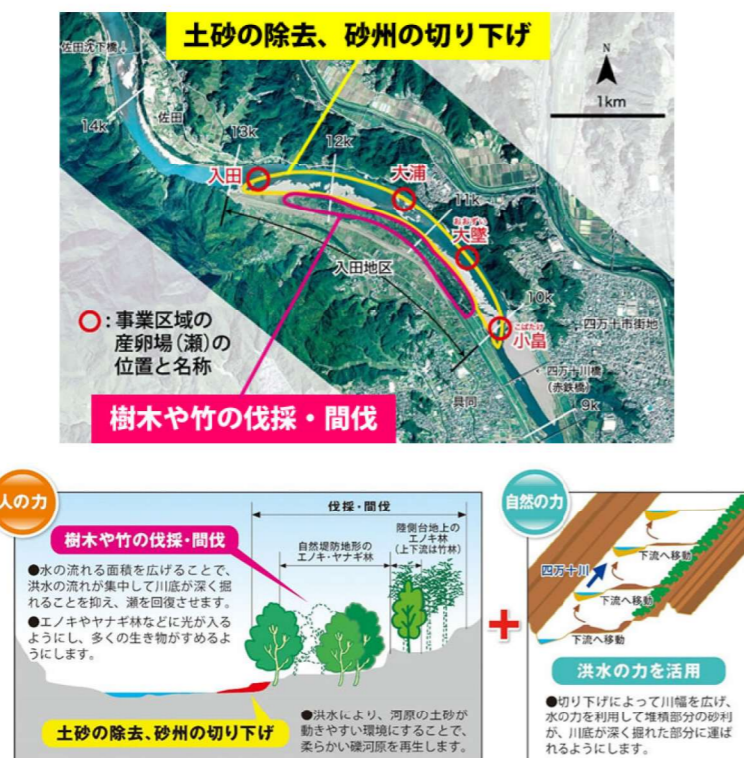 土砂の除去、砂州の切り下げ
佐田沈下橋
N
1km
佐田
14k
13k
12k
入田
大浦
11k
おおずい
大墜
入田地区
10k
こばたけ
小畠
四万十市街地
○:事業区域の
産卵場(瀬)の
位置と名称
四万十川橋
(赤鉄橋)
具同
9k
樹木や竹の伐採・間伐
人の力
伐採・間伐
樹木や竹の伐採・間伐
自然堤防地形の
エノキ・ヤナギ林
陸側台地上の
エノキ林
(上下流は竹林)
●水の流れる面積を広げることで、
洪水の流れが集中して川底が深く掘
れることを抑え、瀬を回復させます。
●エノキやヤナギ林などに光が入る
ようにし、多くの生き物がすめるよ
うにします。
土砂の除去、砂州の切り下げ
●洪水により、河原の土砂が
動きやすい環境にすることで、
柔らかい礫河原を再生します。
+
自然の力
四万十川
下流へ移動
下流へ移動
下流へ移動
洪水の力を活用
●切り下げによって川幅を広げ、
水の力を利用して堆積部分の砂利
が、川底が深く掘れた部分に運ば
れるようにします。